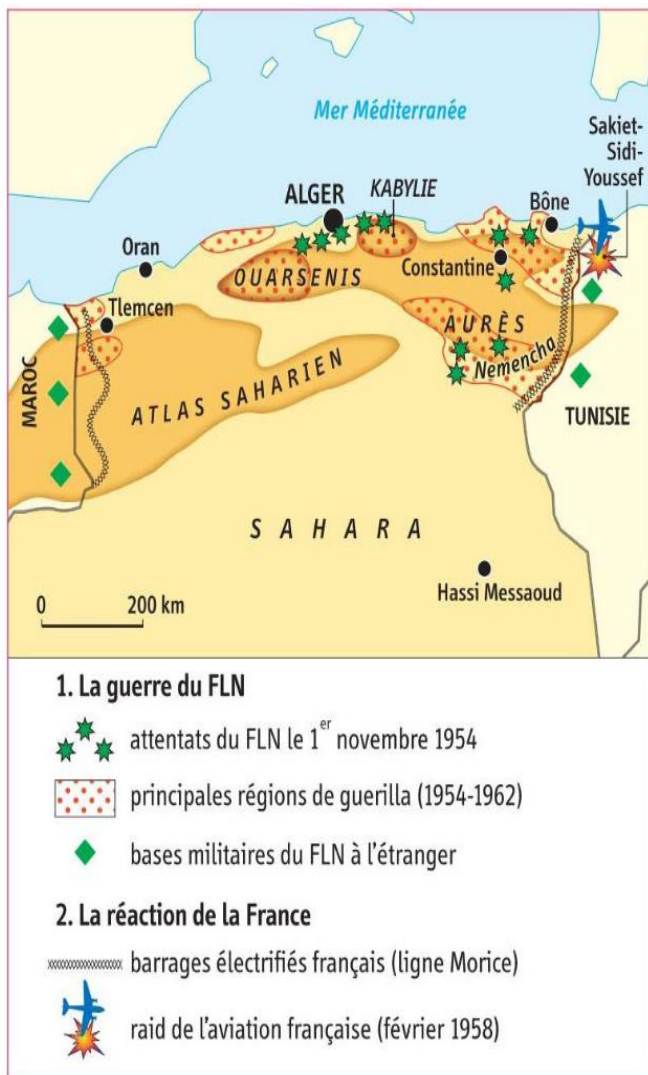 Mer Méditerranée
Sakiet-
Sidi-
Youssef
ALGER
KABYLIE
Bône
Oran
Constantine
OUARSENIS
Tlemcen
AURÈS
Nemencha
MAROC
ATLAS SAHARIEN
TUNISIE
SAHARA
Hassi Messaoud
0 200 km
1. La guerre du FLN
attentats du FLN le 1er novembre 1954
principales régions de guerilla (1954-1962)
bases militaires du FLN à l'étranger
2. La réaction de la France
barrages électrifiés français (ligne Morice)
raid de l'aviation française (février 1958)